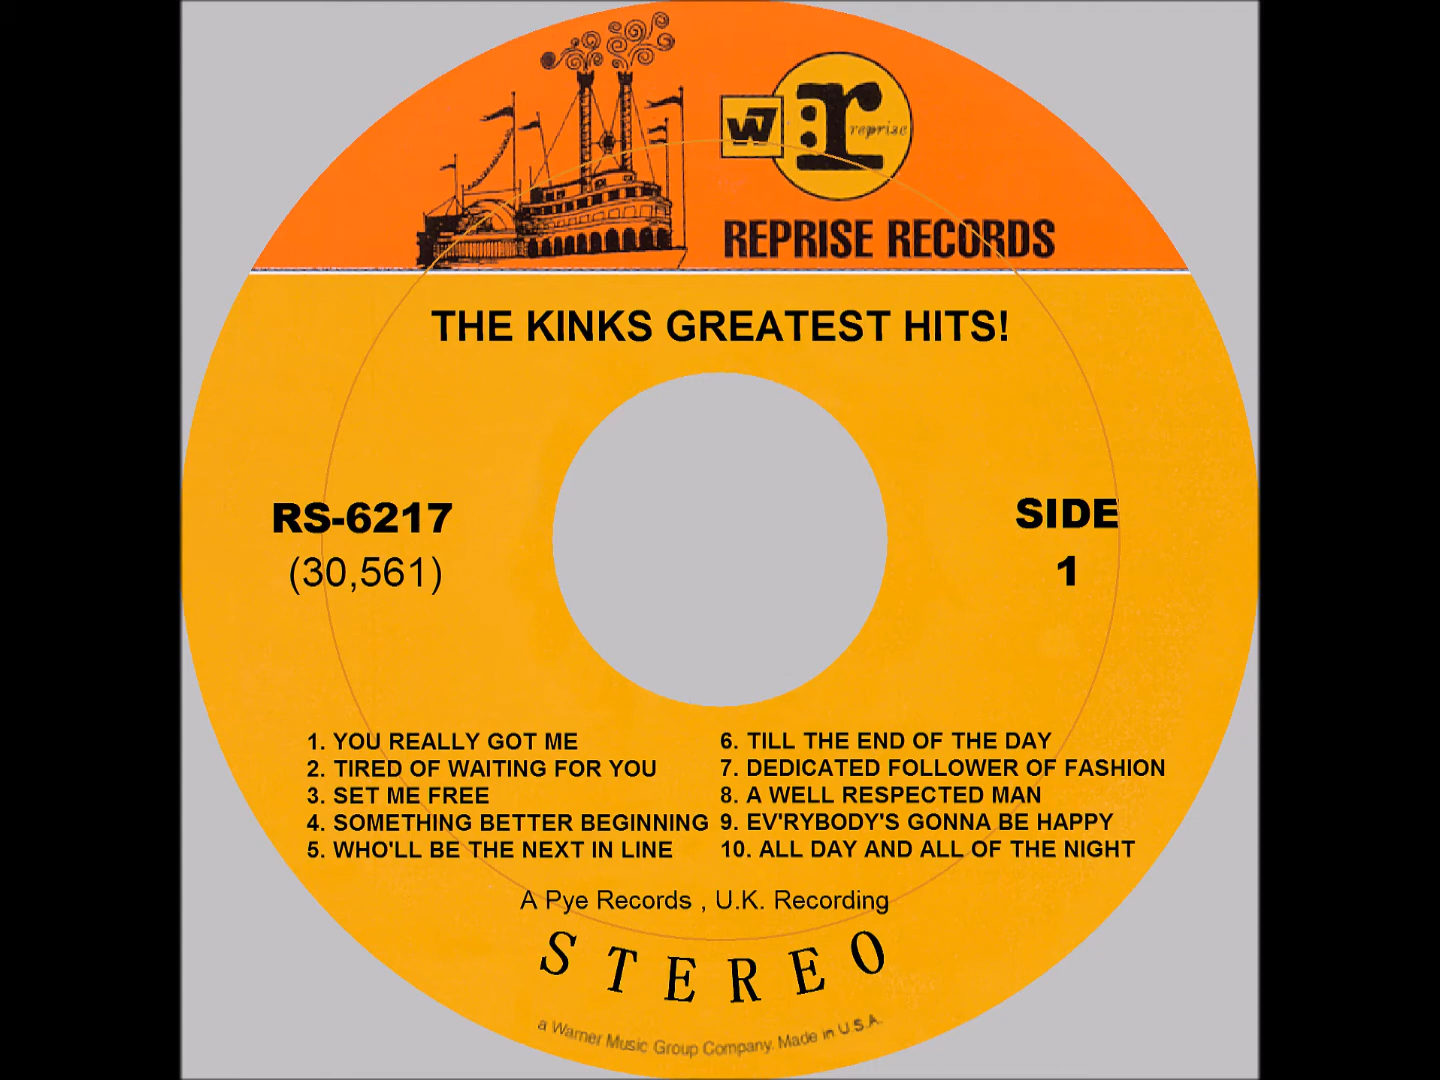 W7
r
reprise
REPRISE RECORDS
THE KINKS GREATEST HITS!
RS-6217
(30,561)
SIDE
1
1. YOU REALLY GOT ME
2. TIRED OF WAITING FOR YOU
3. SET ME FREE
4. SOMETHING BETTER BEGINNING
5. WHO'LL BE THE NEXT IN LINE
6. TILL THE END OF THE DAY
7. DEDICATED FOLLOWER OF FASHION
8. A WELL RESPECTED MAN
9. EV'RYBODY'S GONNA BE HAPPY
10. ALL DAY AND ALL OF THE NIGHT
A Pye Records , U.K. Recording
STEREO
a Warner Music Group Company. Made in U.S.A.